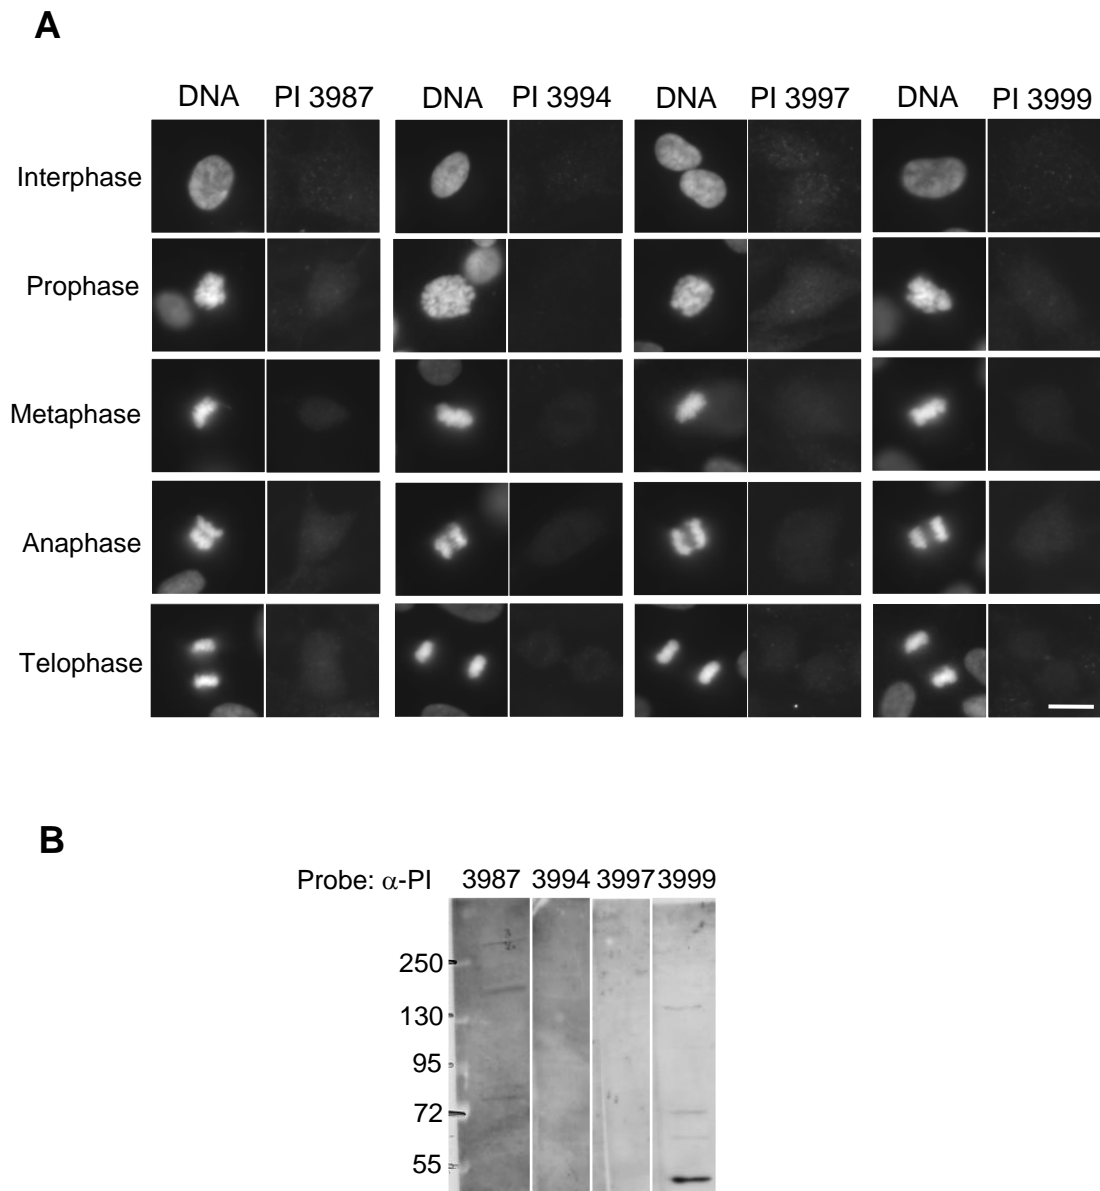 A
DNA PI 3987 DNA PI 3994 DNA PI 3997 DNA PI 3999
Interphase
Prophase
Metaphase
Anaphase
Telophase
B
Probe: α-PI 3987 3994 3997 3999
250
130
95
72
55